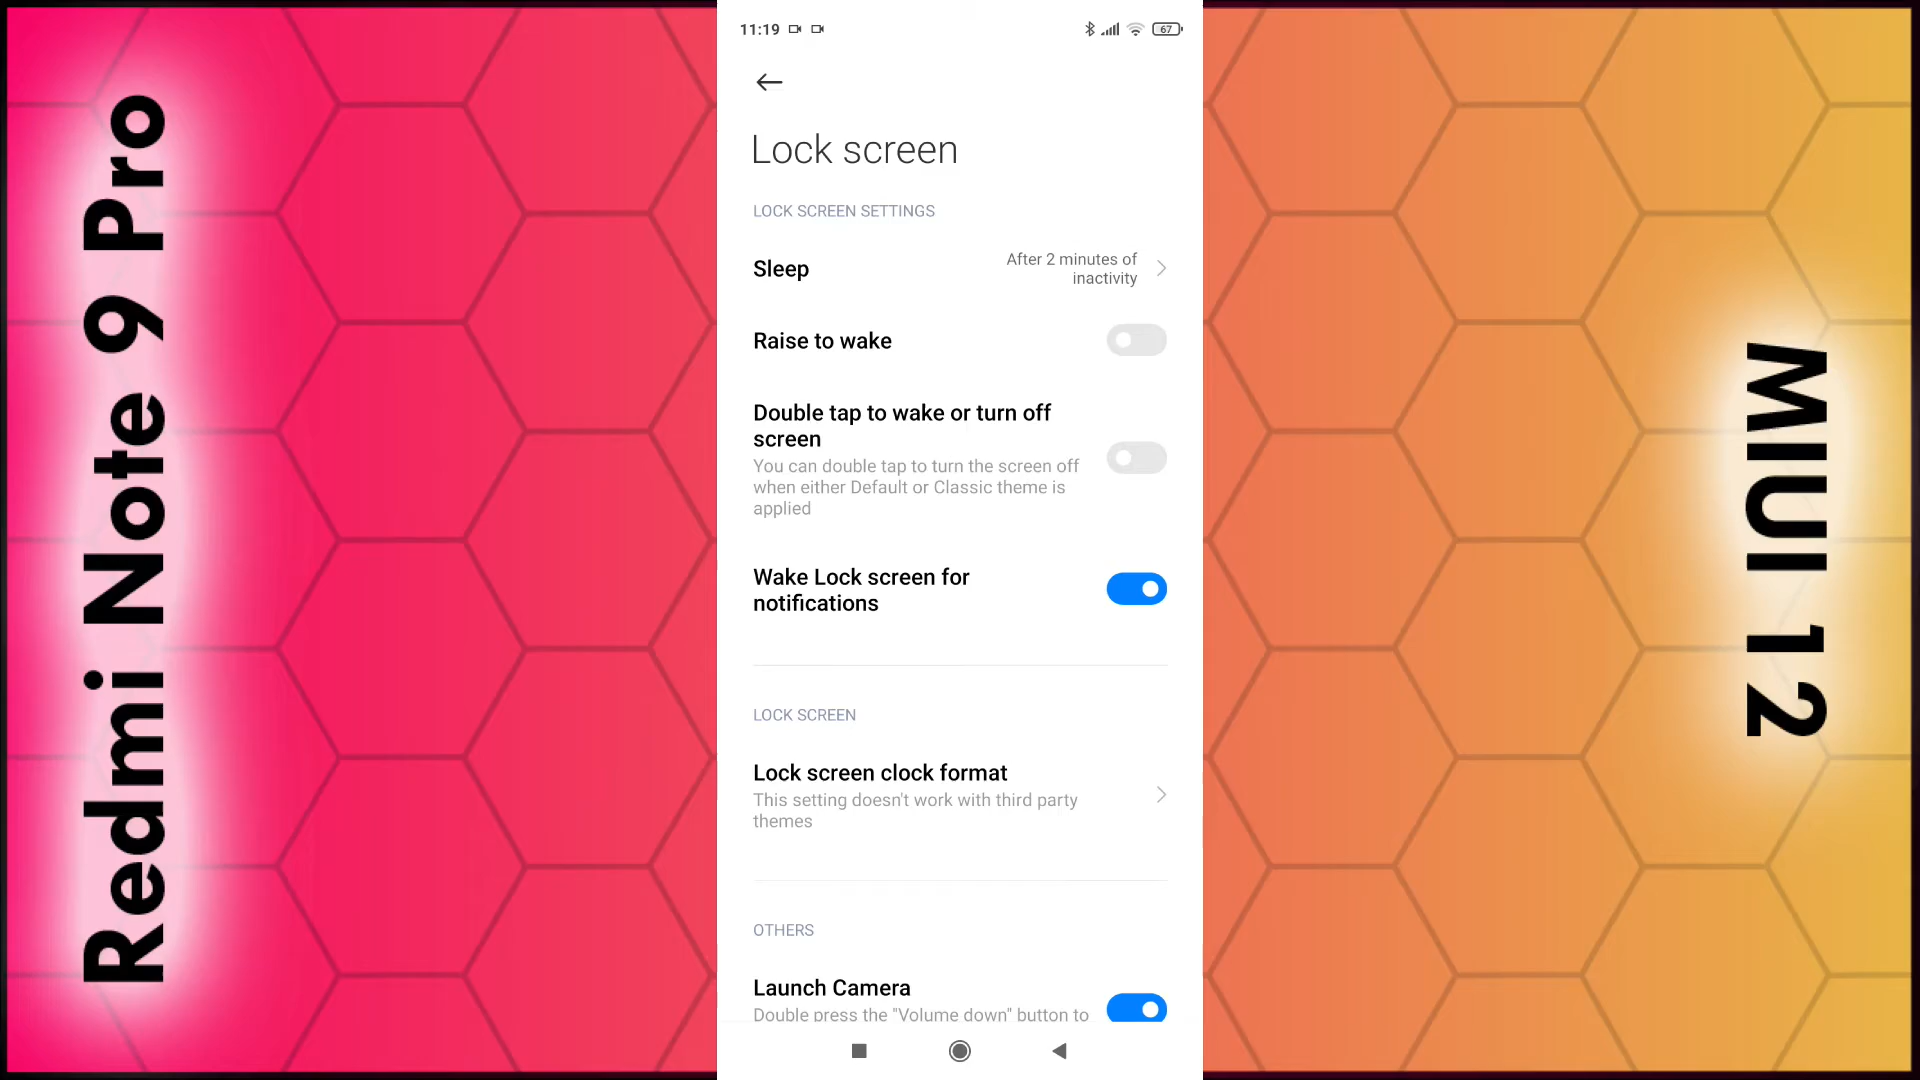 Redmi Note 9 Pro
11:19
67
Lock screen
LOCK SCREEN SETTINGS
Sleep
After 2 minutes of
inactivity
Raise to wake
Double tap to wake or turn off
screen
You can double tap to turn the screen off
when either Default or Classic theme is
applied
Wake Lock screen for
notifications
LOCK SCREEN
Lock screen clock format
This setting doesn't work with third party
themes
OTHERS
Launch Camera
Double press the "Volume down" button to
MIUI 12